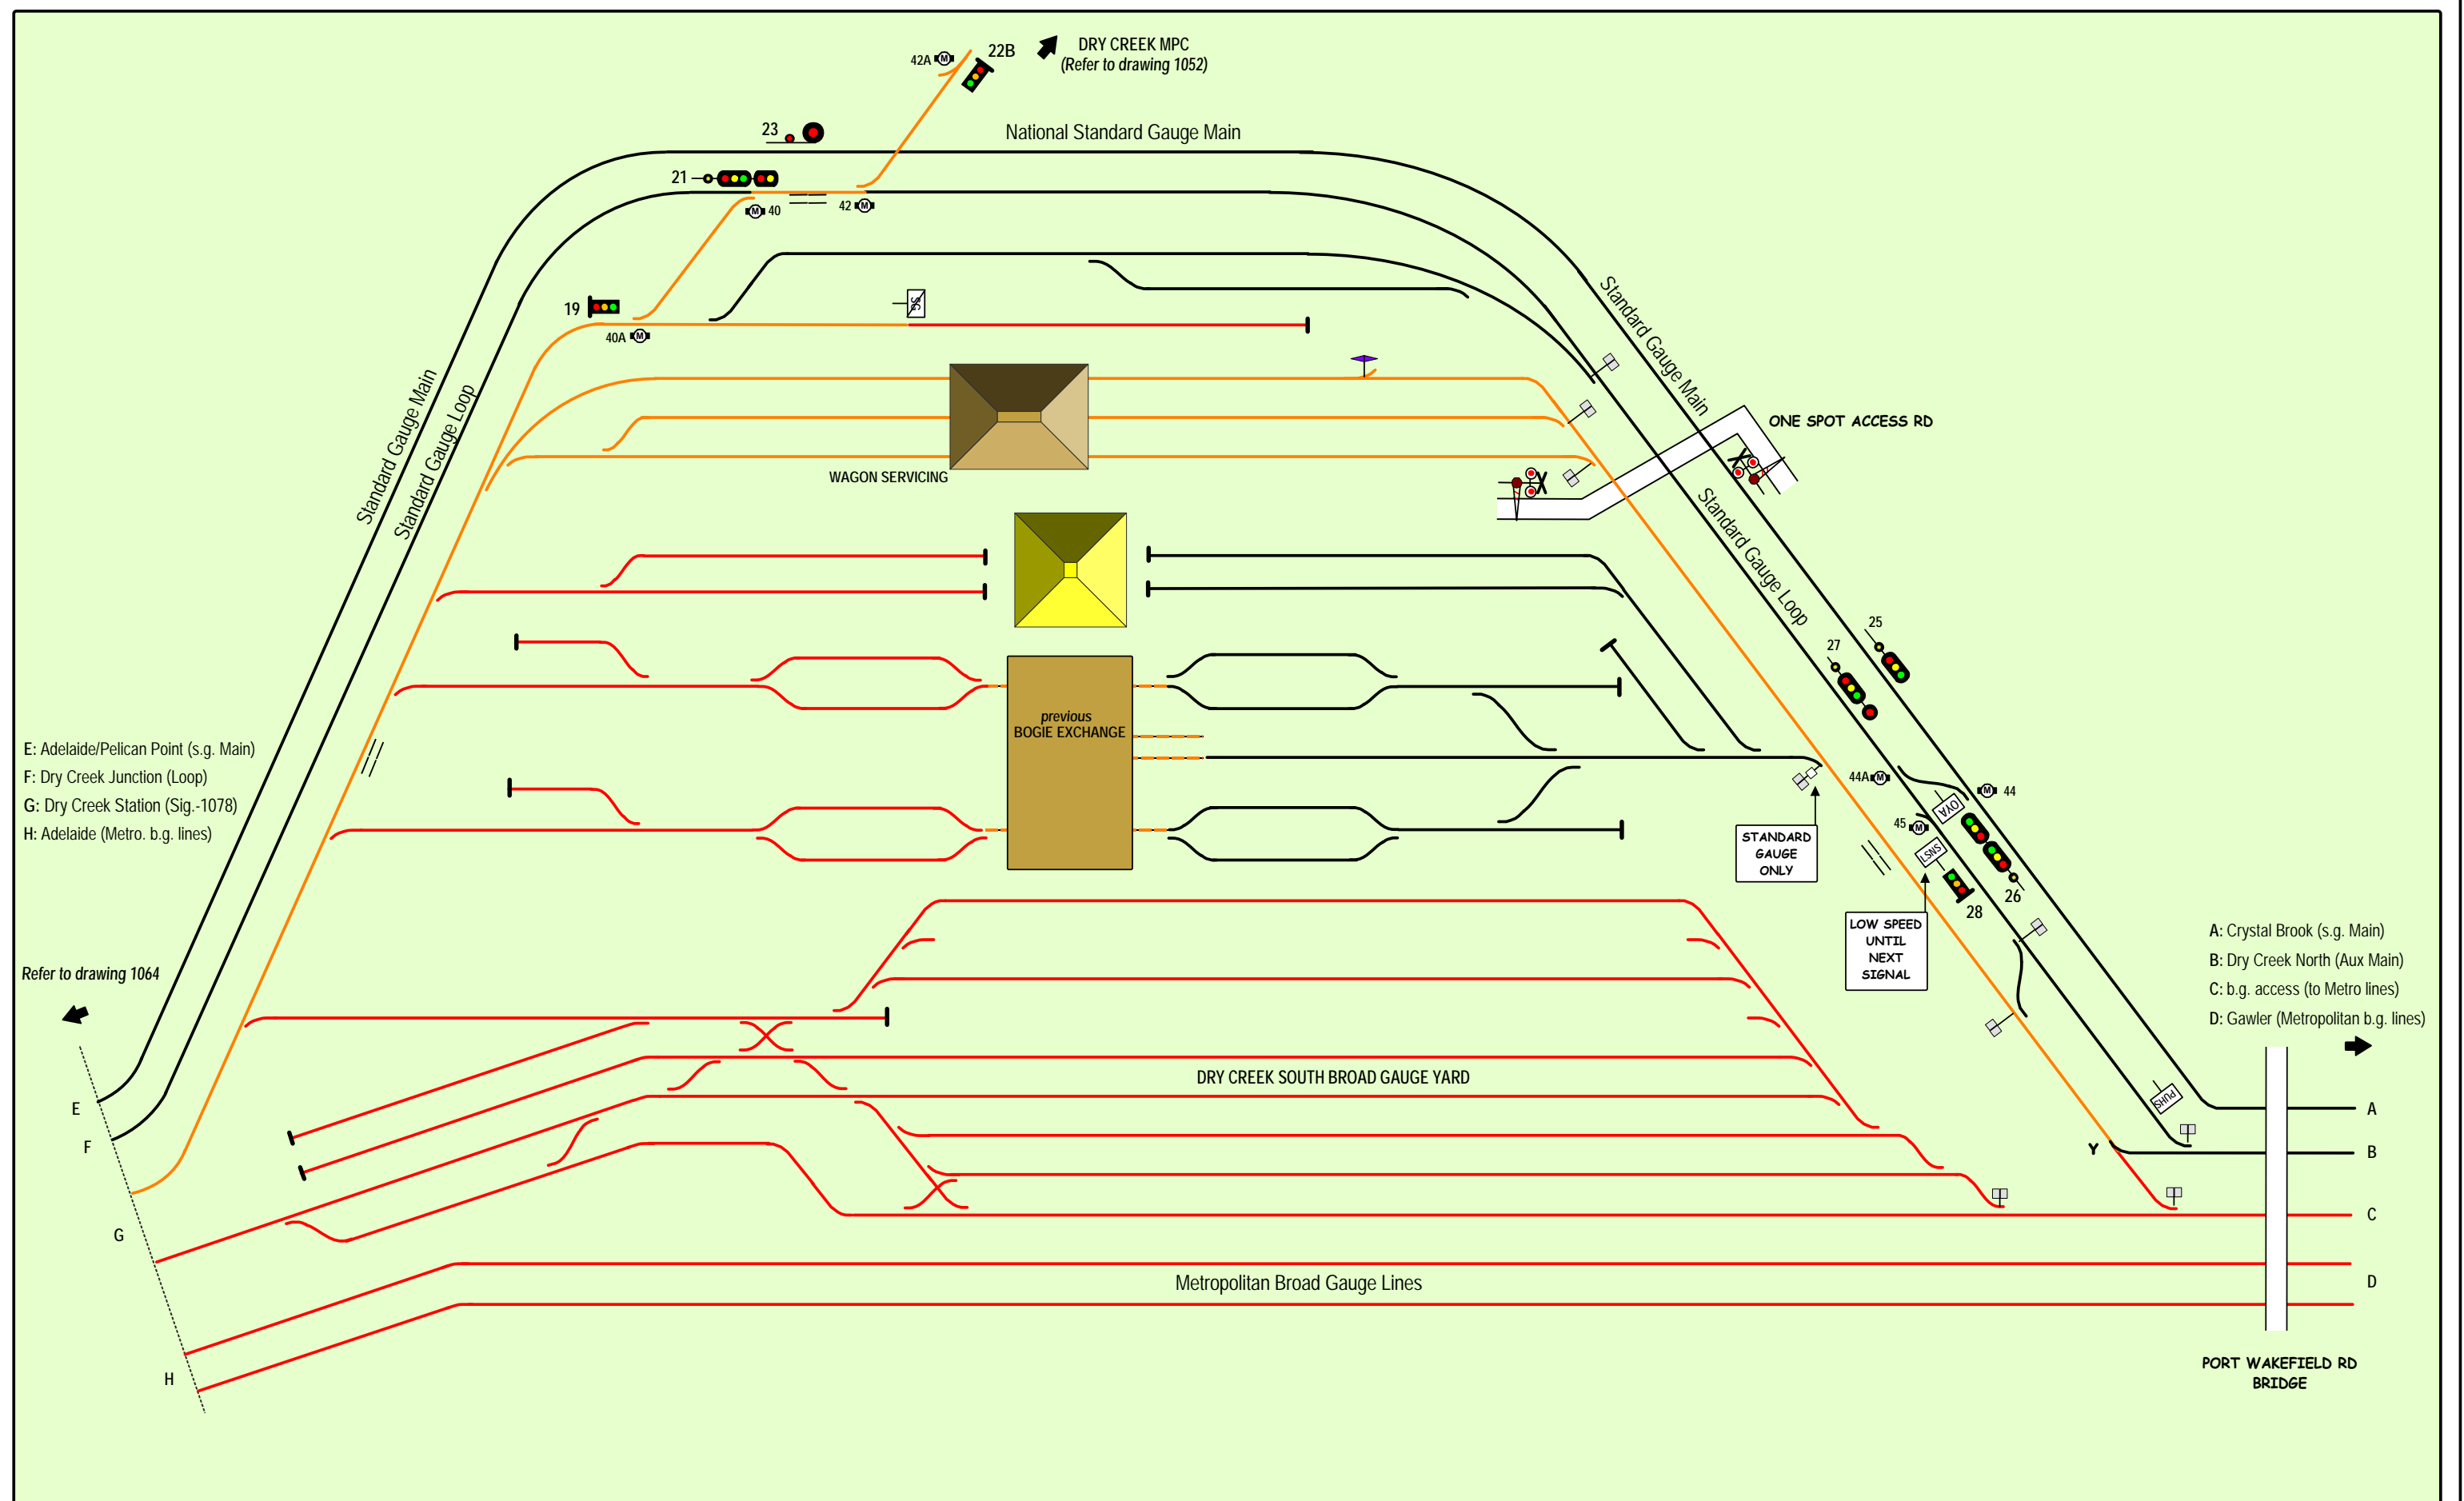 22B
DRY CREEK MPC
(Refer to drawing 1052)
42A
M
23
National Standard Gauge Main
21
M
40
42
M
19
SG
40A
M
Standard Gauge Main
Standard Gauge Main
Standard Gauge Loop
ONE SPOT ACCESS RD
WAGON SERVICING
Standard Gauge Loop
25
27
previous
BOGIE EXCHANGE
E: Adelaide/Pelican Point (s.g. Main)
F: Dry Creek Junction (Loop)
G: Dry Creek Station (Sig.-1078)
H: Adelaide (Metro. b.g. lines)
44A
M
M
44
OYA
45
M
STANDARD
GAUGE
ONLY
LSNS
26
28
LOW SPEED
UNTIL
NEXT
SIGNAL
A: Crystal Brook (s.g. Main)
B: Dry Creek North (Aux Main)
C: b.g. access (to Metro lines)
D: Gawler (Metropolitan b.g. lines)
Refer to drawing 1064
DRY CREEK SOUTH BROAD GAUGE YARD
PUHS
E
A
F
Y
B
C
G
Metropolitan Broad Gauge Lines
D
H
PORT WAKEFIELD RD
BRIDGE